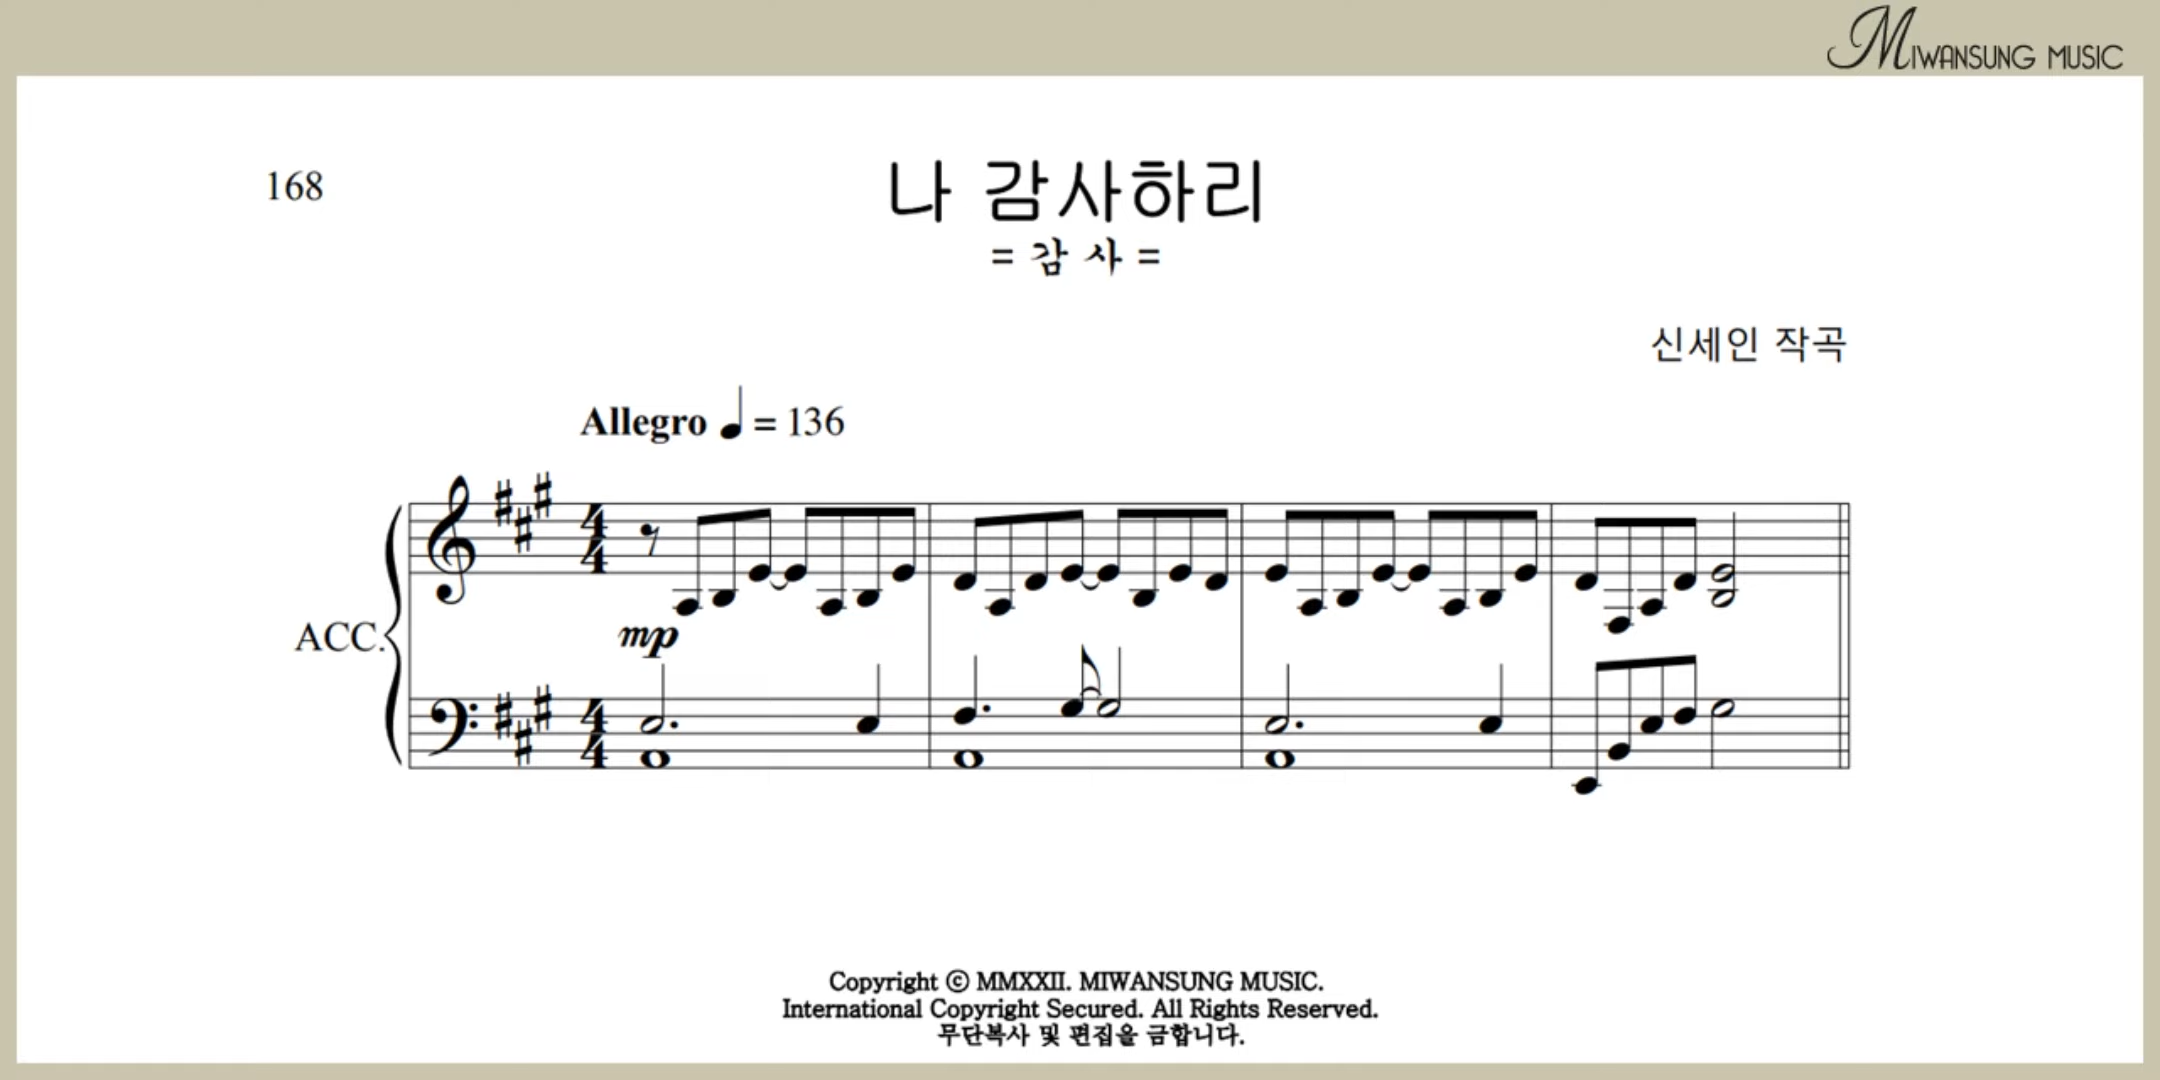 MIWANSUNG MUSIC
168
나 감사하리
= 감 사 =
신세인 작곡
Allegro ♩ = 136
ACC.
mp
Copyright ⓒ MMXXII. MIWANSUNG MUSIC.
International Copyright Secured. All Rights Reserved.
무단복사 및 편집을 금합니다.